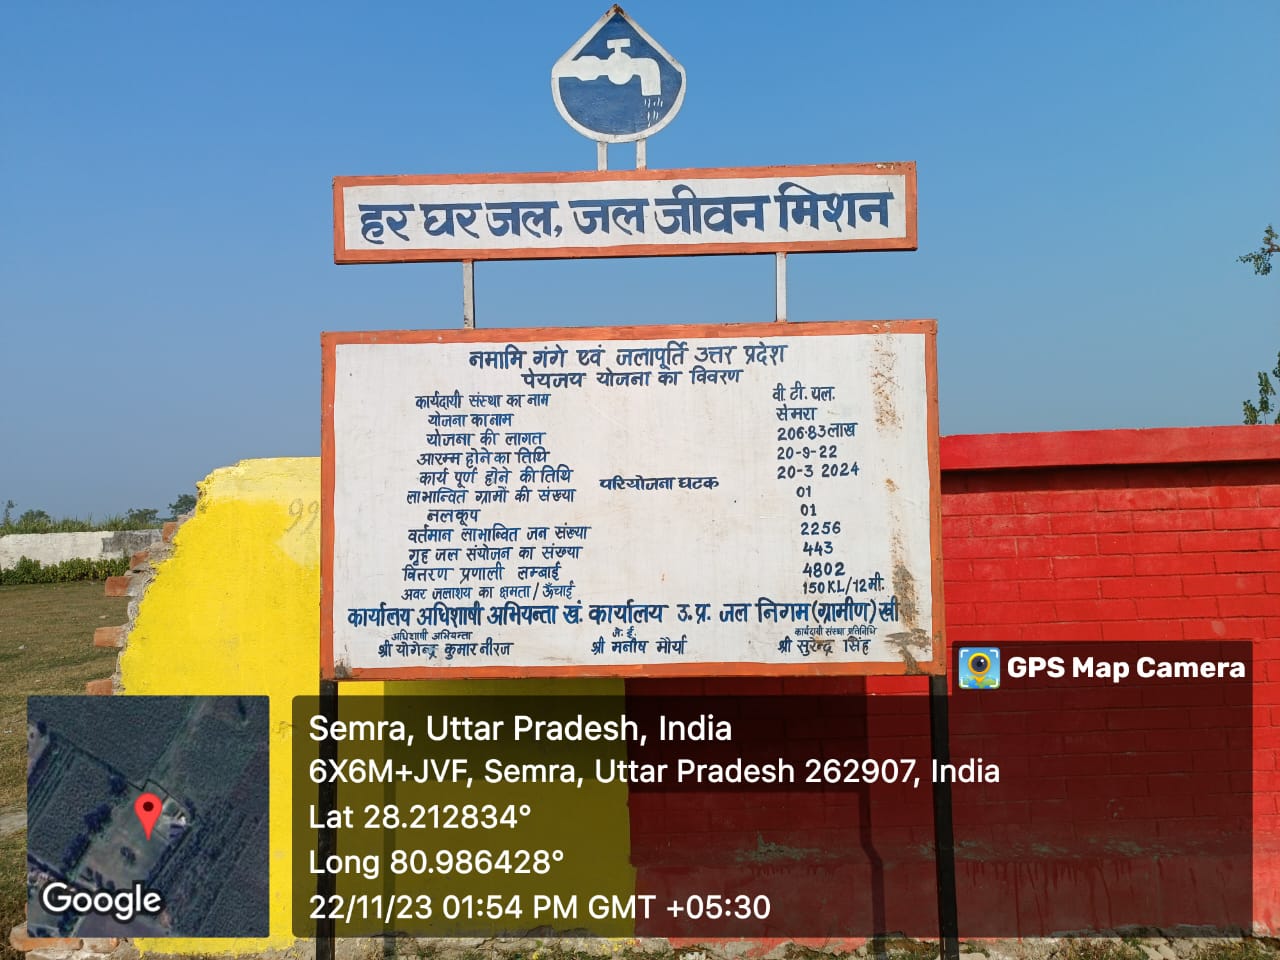 हर घर जल, जल जीवन मिशन
नमामि गंगे एवं जलापूर्ति उत्तर प्रदेश
पेयजय योजना का विवरण
कार्यदायी संस्था का नाम वी. टी. एल.
योजना का नाम सेमरा
योजना की लागत 206.83 लाख
आरम्भ होने का तिथि 20-9-22
कार्य पूर्ण होने की तिथि 20-3-2024
परियोजना घटक
लाभान्वित ग्रामों की संख्या 01
नलकूप 01
वर्तमान लाभान्वित जन संख्या 2256
गृह जल संयोजन का संख्या 443
वितरण प्रणाली लम्बाई 4802
अवर जलाशय का क्षमता/ऊँचाई 150KL/12मी.
कार्यालय अधिशाषी अभियन्ता खं. कार्यालय उ.प्र. जल निगम (ग्रामीण) खी
अधिशाषी अभियन्ता जे. ई. कार्यदायी संस्था प्रतिनिधि
श्री योगेन्द्र कुमार नीरज श्री मनीष मौर्या श्री सुरेन्द्र सिंह
99
GPS Map Camera
Semra, Uttar Pradesh, India
6X6M+JVF, Semra, Uttar Pradesh 262907, India
Lat 28.212834°
Long 80.986428°
22/11/23 01:54 PM GMT +05:30
Google